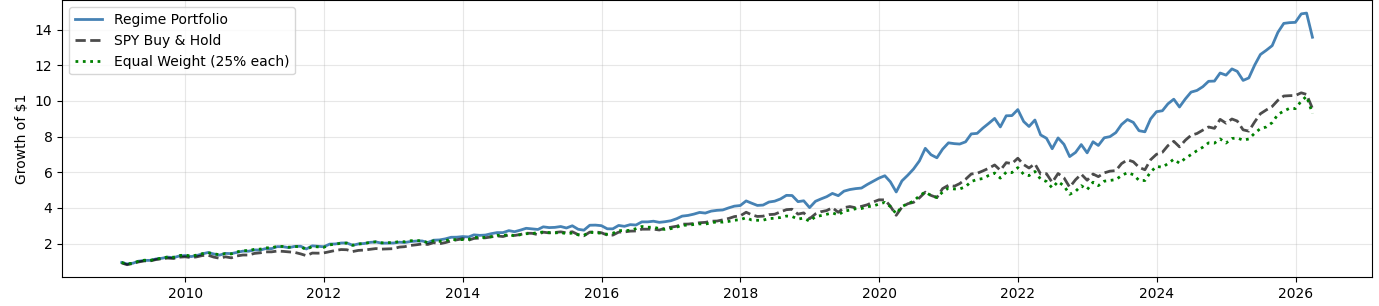 Regime Portfolio
SPY Buy & Hold
Equal Weight (25% each)
Growth of $1
14
12
10
8
6
4
2
2010 2012 2014 2016 2018 2020 2022 2024 2026